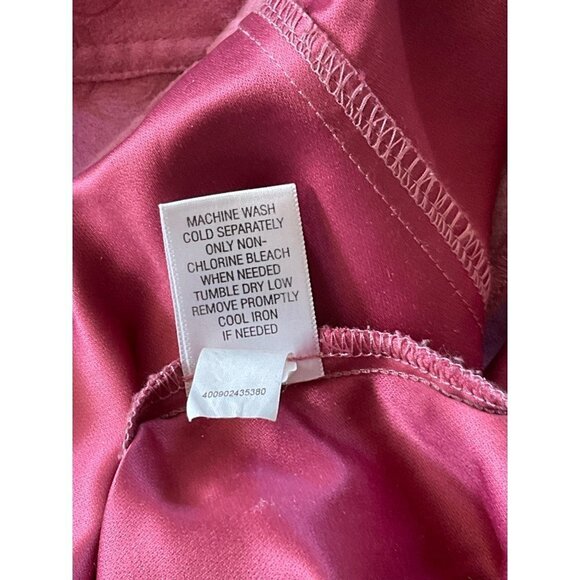 MACHINE WASH
COLD SEPARATELY
ONLY NON-
CHLORINE BLEACH
WHEN NEEDED
TUMBLE DRY LOW
REMOVE PROMPTLY
COOL IRON
IF NEEDED
400902435380